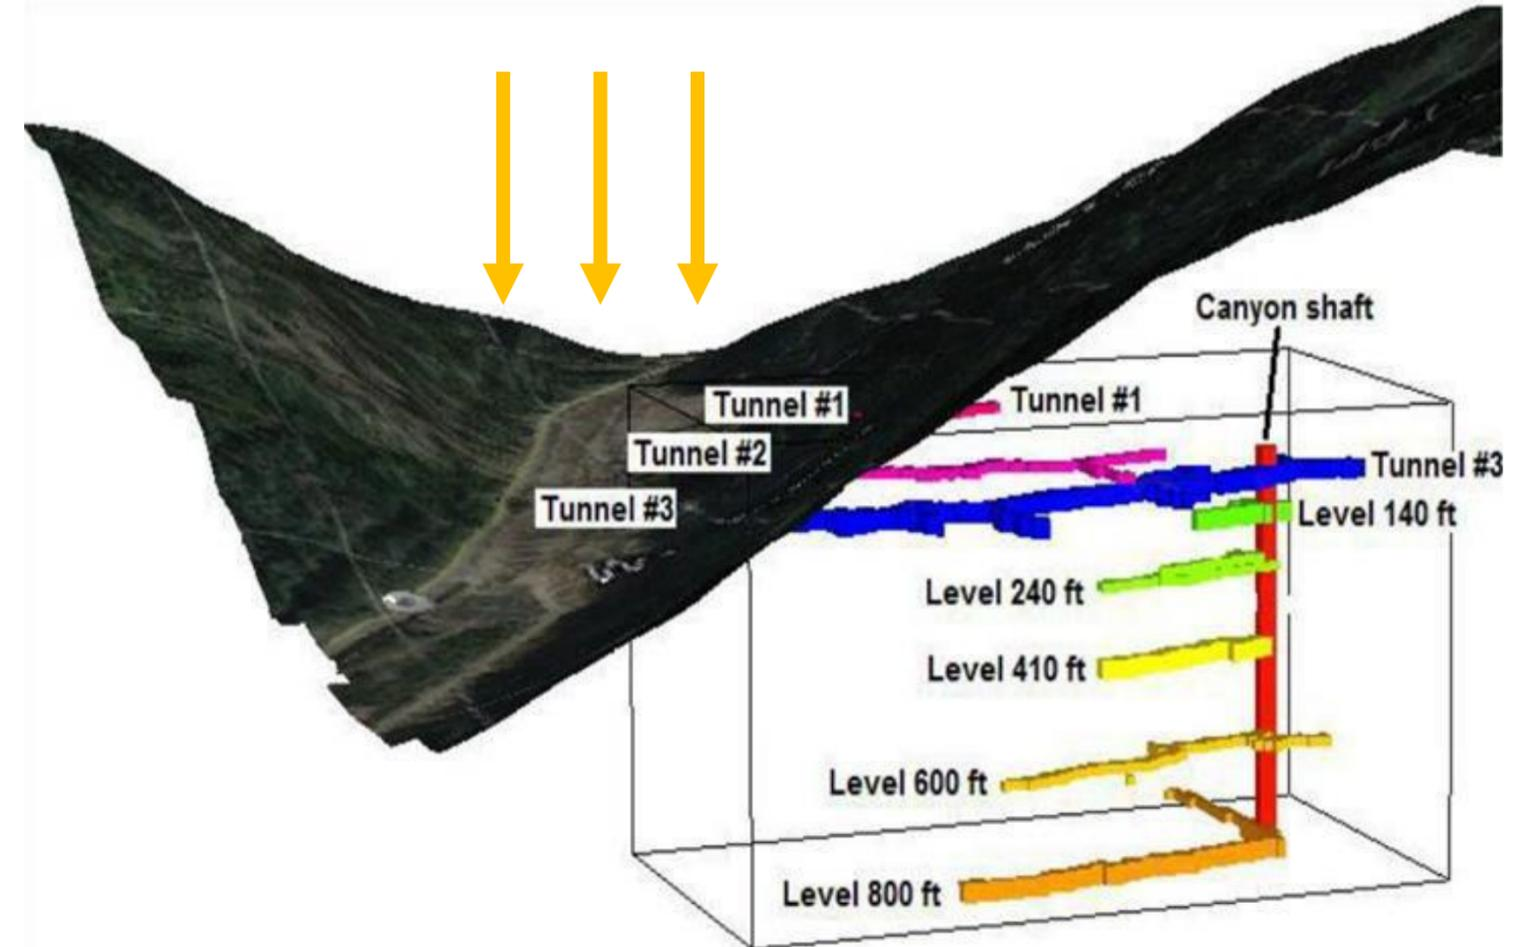 Canyon shaft
Tunnel #1
Tunnel #1
Tunnel #2
Tunnel #3
Tunnel #3
Level 140 ft
Level 240 ft
Level 410 ft
Level 600 ft
Level 800 ft